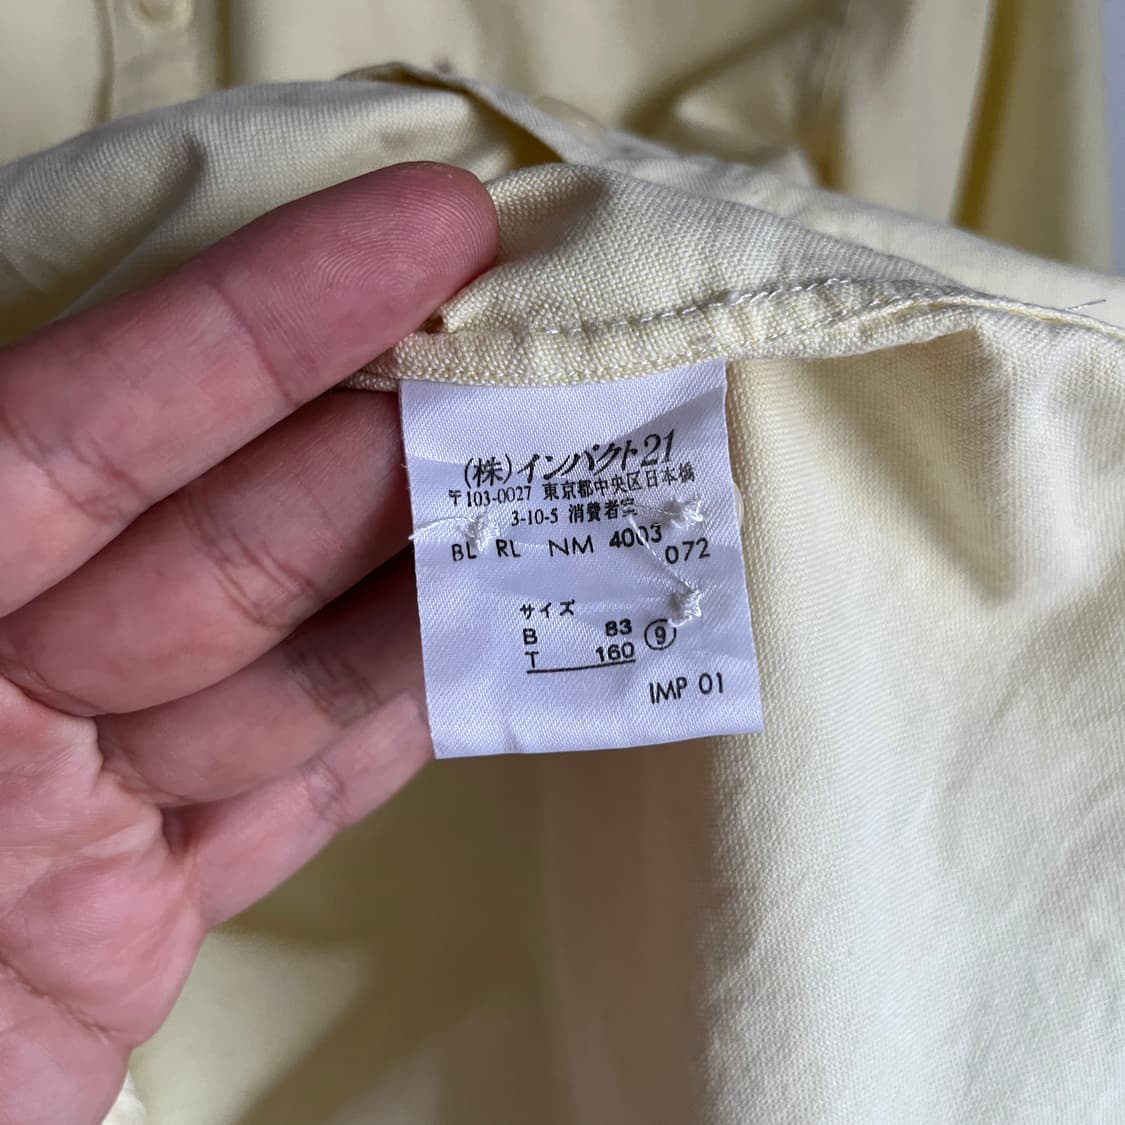 (株)インパクト21
〒103-0027 東京都中央区日本橋
3-10-5 消費者室
BL RL NM 4003
072
サイズ
B 83 ⑨
T 160
IMP 01